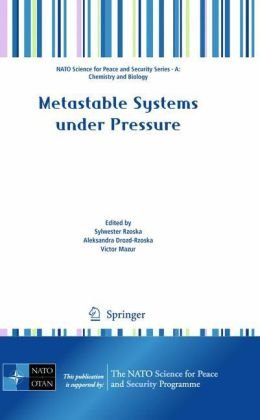 NATO Science for Peace and Security Series - A:
Chemistry and Biology
Metastable Systems
under Pressure
Edited by
Sylwester Rzoska
Aleksandra Drozd-Rzoska
Victor Mazur
Springer
NATO
OTAN
This publication
is supported by:
The NATO Science for Peace
and Security Programme